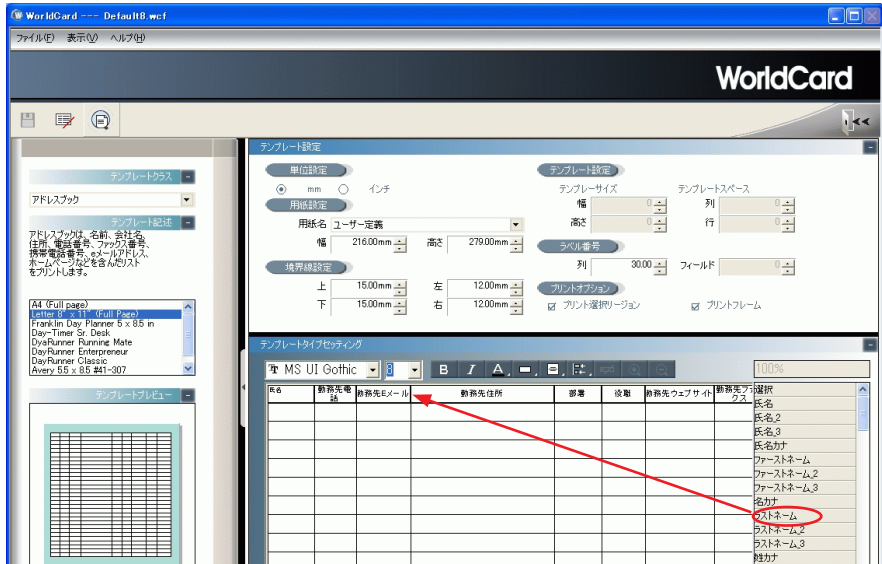 WorldCard --- Default8.wcf
ファイル(F) 表示(V) ヘルプ(H)
WorldCard
テンプレートクラス
アドレスブック
テンプレート記述
アドレスブックは、名前、会社名、
住所、電話番号、ファックス番号、
携帯電話番号、eメールアドレス、
ホームページなどを含んだリスト
をプリントします。
A4 (Full page)
Letter 8" x 11" (Full Page)
Franklin Day Planner 5 x 8.5 in
Day-Timer Sr. Desk
DyaRunner Running Mate
DayRunner Enterpreneur
DayRunner Classic
Avery 5.5 x 8.5 #41-307
テンプレートプレビュー
テンプレート設定
単位設定
mm インチ
用紙設定
用紙名 ユーザー定義
幅 216.00mm 高さ 279.00mm
境界線設定
上 15.00mm 左 12.00mm
下 15.00mm 右 12.00mm
テンプレート設定
テンプレーサイズ テンプレートスペース
幅 0 列 0
高さ 0 行 0
ラベル番号
列 30.00 フィールド 0
プリントオプション
プリント選択リージョン プリントフレーム
テンプレートタイプセッティング
MS UI Gothic 8 B I A 100%
氏名 勤務先電話 勤務先Eメール 勤務先住所 部署 役職 勤務先ウェブサイト 勤務先ファックス
選択
氏名
氏名_2
氏名_3
氏名カナ
ファーストネーム
ファーストネーム_2
ファーストネーム_3
名カナ
ラストネーム
ラストネーム_2
ラストネーム_3
姓カナ